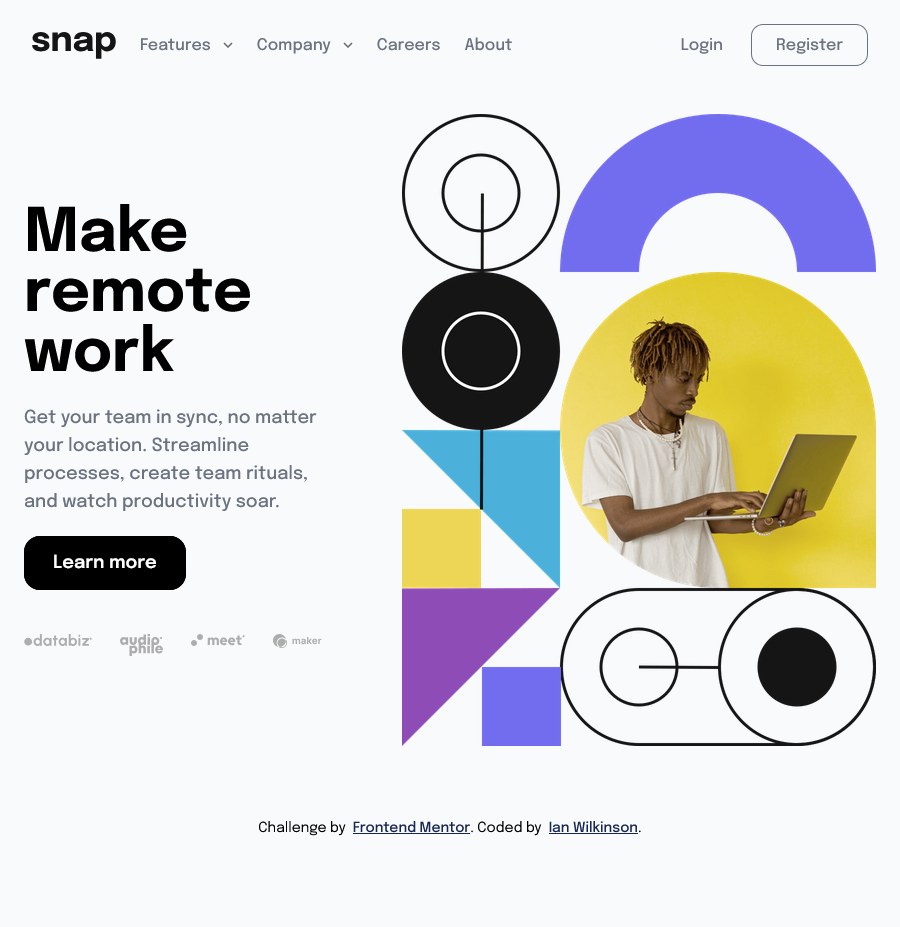 snap Features Company Careers About Login Register
Make
remote
work
Get your team in sync, no matter
your location. Streamline
processes, create team rituals,
and watch productivity soar.
Learn more
databiz audiophile meet maker
Challenge by Frontend Mentor. Coded by Ian Wilkinson.